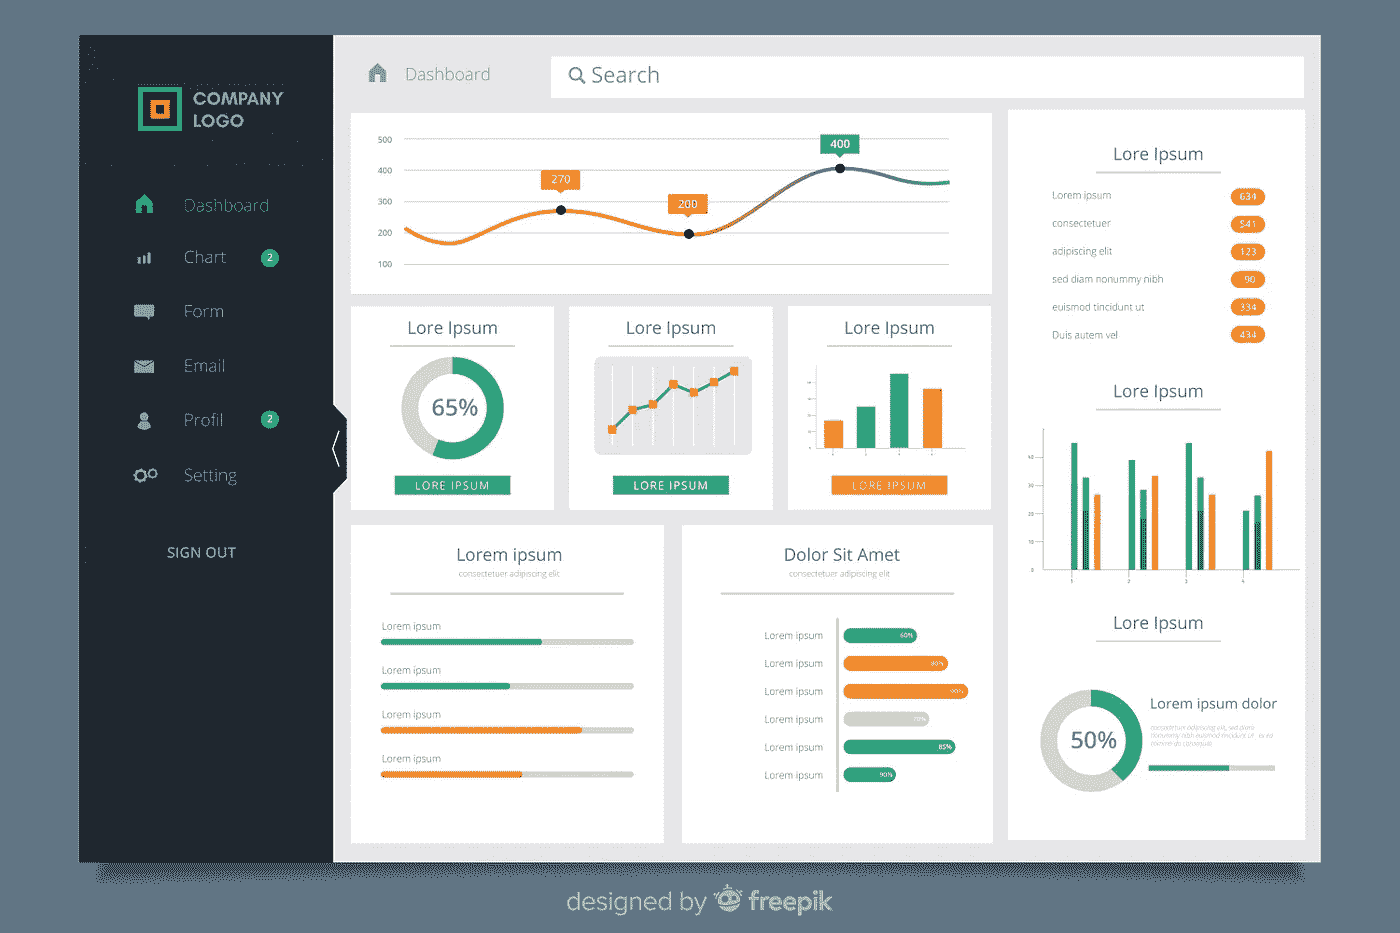 COMPANY
LOGO
Dashboard
Chart 2
Form
Email
Profil 2
Setting
SIGN OUT
Dashboard
Search
500
400
300
200
100
270
200
400
Lore Ipsum
65%
LORE IPSUM
Lore Ipsum
LORE IPSUM
Lore Ipsum
LORE IPSUM
Lorem ipsum
consectetuer adipiscing elit
Lorem ipsum
Lorem ipsum
Lorem ipsum
Lorem ipsum
Dolor Sit Amet
consectetuer adipiscing elit
Lorem ipsum 60%
Lorem ipsum
Lorem ipsum
Lorem ipsum
Lorem ipsum 85%
Lorem ipsum 90%
Lore Ipsum
Lorem ipsum 634
consectetuer 541
adipiscing elit 123
sed diam nonummy nibh 90
euismod tincidunt ut 334
Duis autem vel 434
Lore Ipsum
40
30
20
10
0
1 2 3 4
Lore Ipsum
50%
Lorem ipsum dolor
designed by freepik